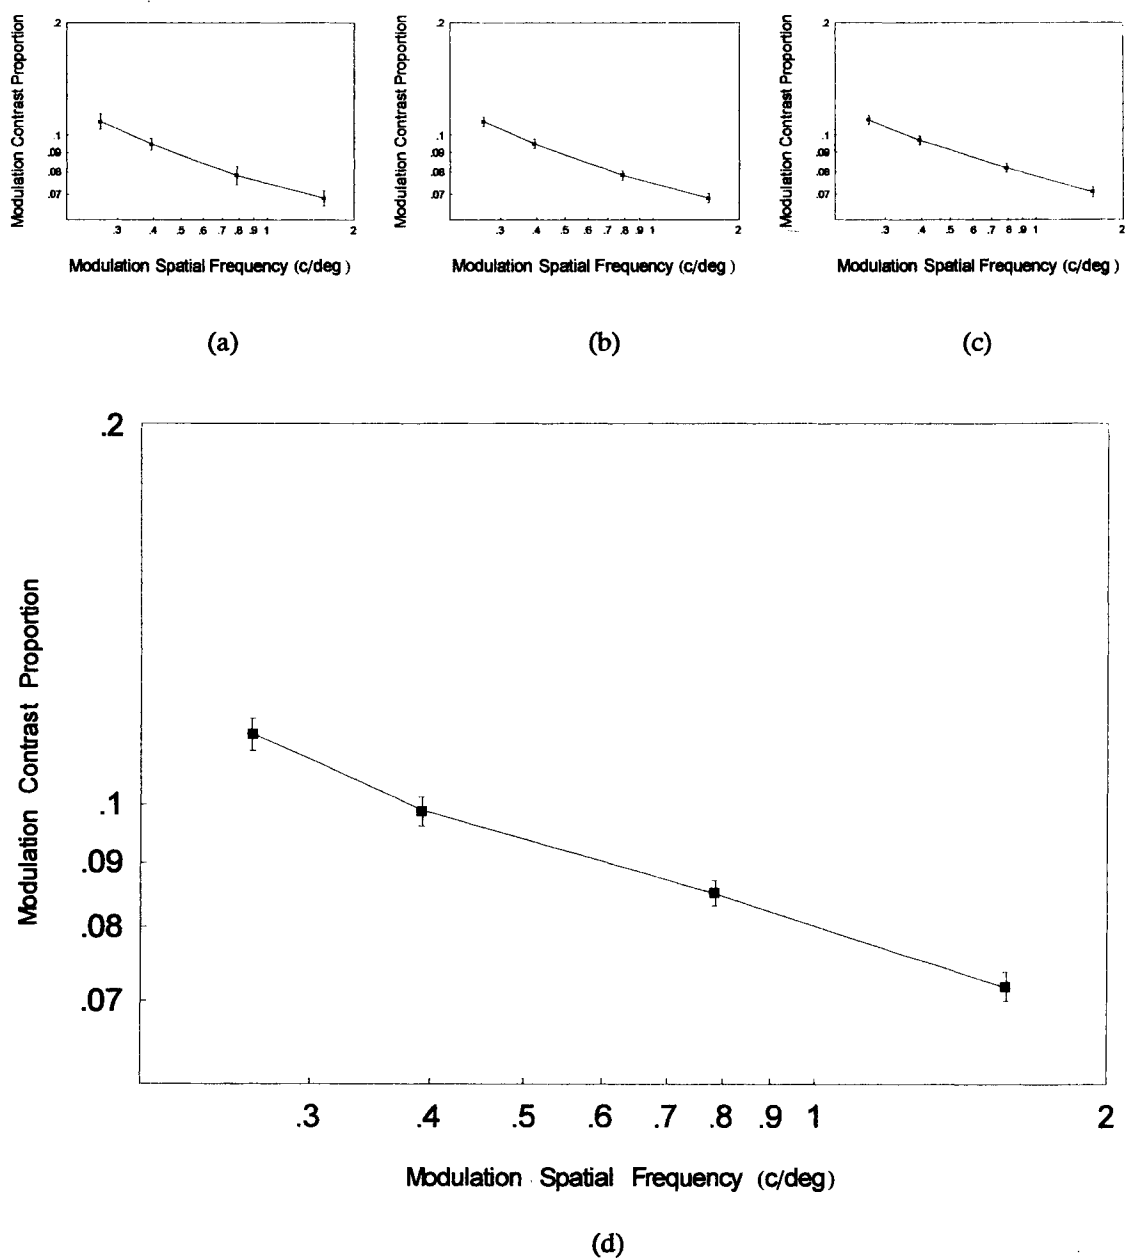 Modulation Contrast Proportion
.2
.1
.09
.08
.07
.3 .4 .5 .6 .7 .8 .9 1 2
Modulation Spatial Frequency (c/deg)
(a)
Modulation Contrast Proportion
.2
.1
.09
.08
.07
.3 .4 .5 .6 .7 .8 .9 1 2
Modulation Spatial Frequency (c/deg)
(b)
Modulation Contrast Proportion
.2
.1
.09
.08
.07
.3 .4 .5 .6 .7 8 .9 1 2
Modulation Spatial Frequency (c/deg)
(c)
Modulation Contrast Proportion
.2
.1
.09
.08
.07
.3 .4 .5 .6 .7 .8 .9 1 2
Modulation Spatial Frequency (c/deg)
(d)